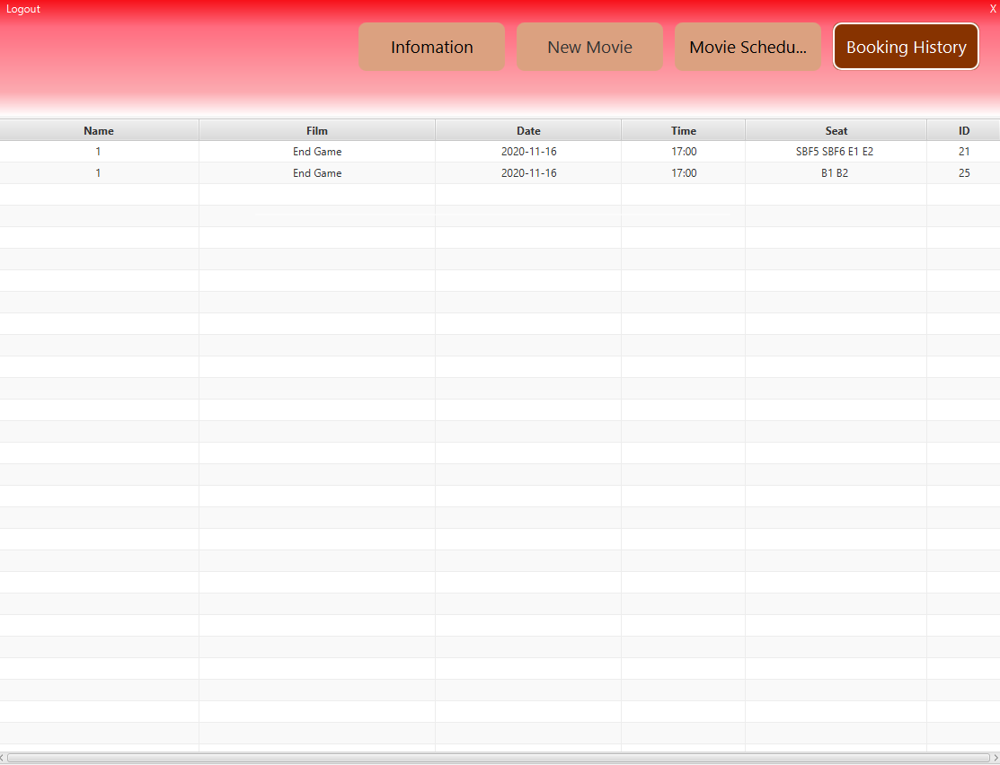 Logout X
Infomation New Movie Movie Schedu... Booking History
Name Film Date Time Seat ID
1 End Game 2020-11-16 17:00 SBF5 SBF6 E1 E2 21
1 End Game 2020-11-16 17:00 B1 B2 25